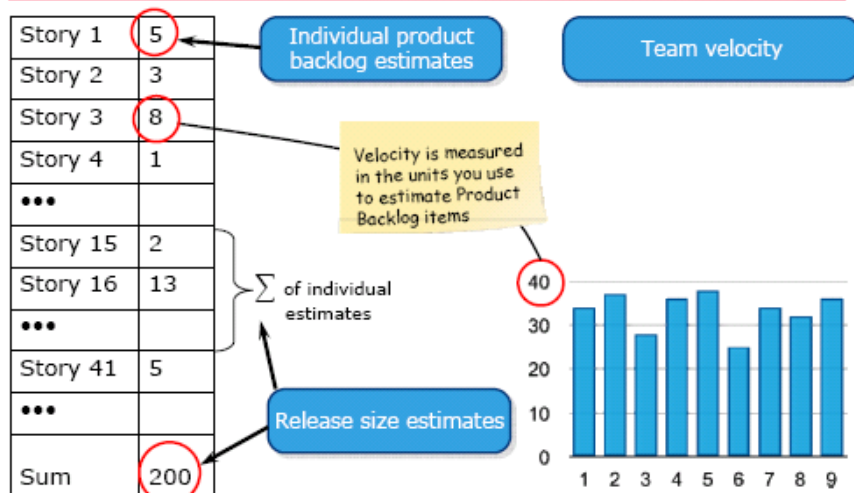 Story 1 5
Story 2 3
Story 3 8
Story 4 1
•••
Story 15 2
Story 16 13
•••
Story 41 5
•••
Sum 200
Individual product
backlog estimates
Team velocity
Velocity is measured
in the units you use
to estimate Product
Backlog items
∑ of individual
estimates
Release size estimates
40
30
20
10
0
1 2 3 4 5 6 7 8 9